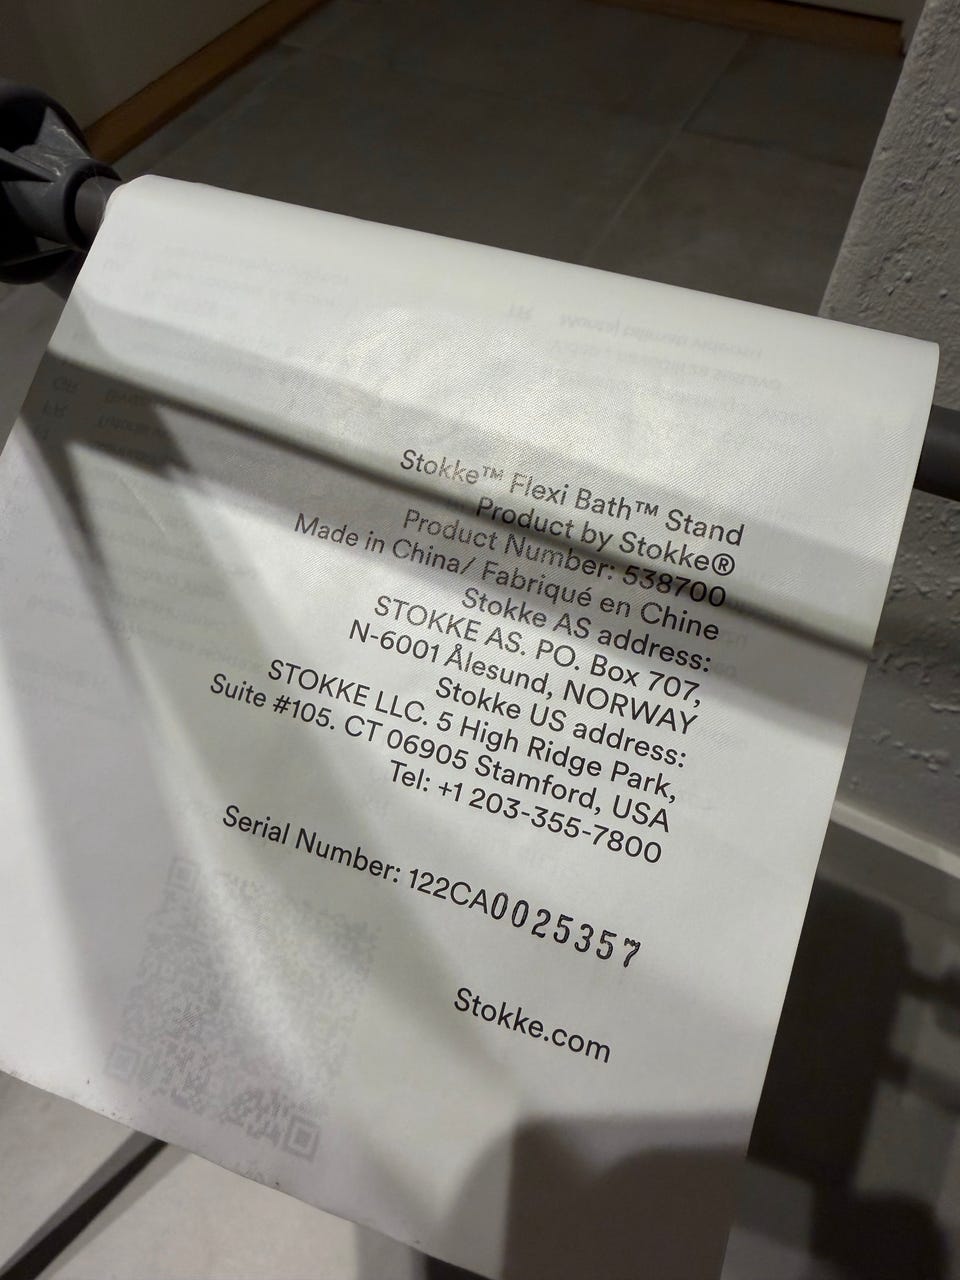 Stokke™ Flexi Bath™ Stand
Product by Stokke®
Product Number: 538700
Made in China/ Fabriqué en Chine
Stokke AS address:
STOKKE AS. PO. Box 707,
N-6001 Ålesund, NORWAY
Stokke US address:
STOKKE LLC. 5 High Ridge Park,
Suite #105. CT 06905 Stamford, USA
Tel: +1 203-355-7800
Serial Number: 122CA0025357
Stokke.com